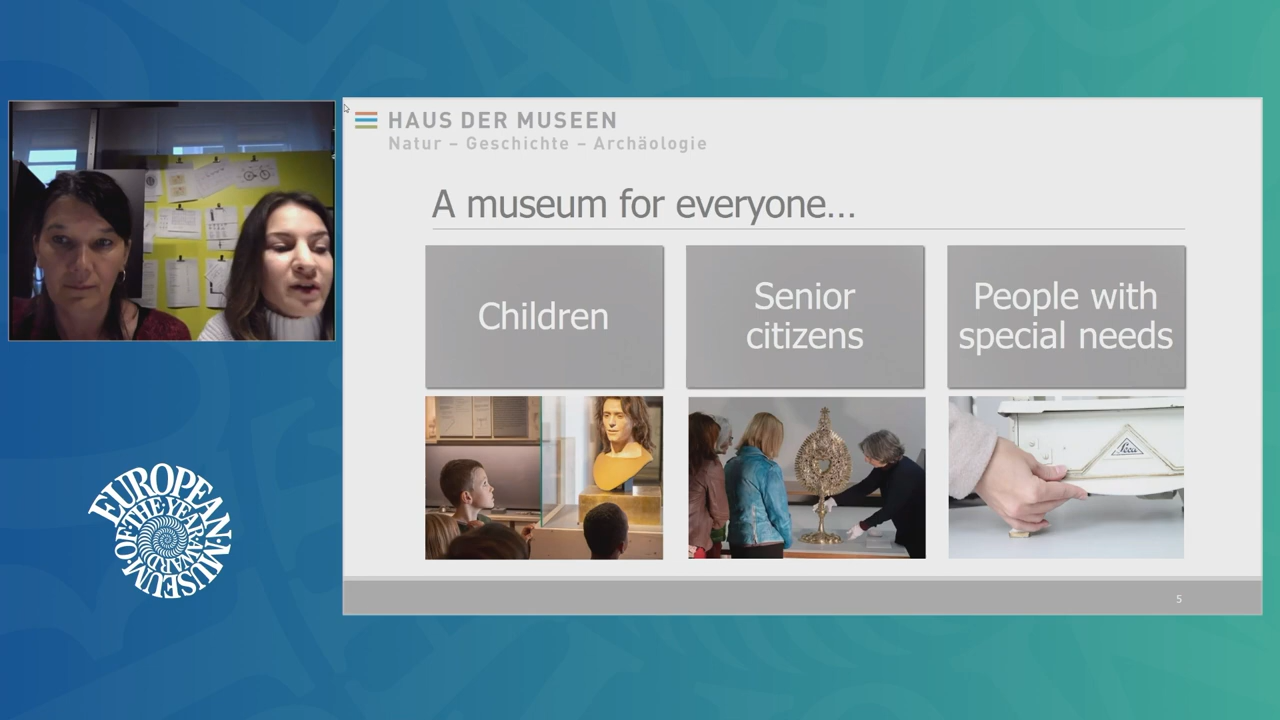 HAUS DER MUSEEN
Natur – Geschichte – Archäologie
A museum for everyone...
Children
Senior
citizens
People with
special needs
5
EUROPEAN MUSEUM
OF THE YEAR AWARD